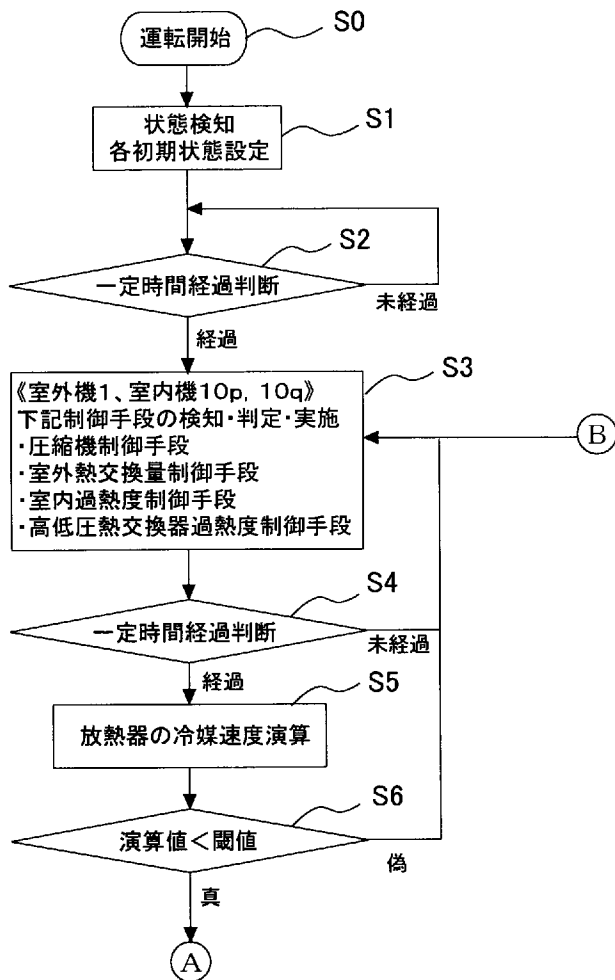 S0
運転開始
S1
状態検知
各初期状態設定
S2
一定時間経過判断
未経過
経過
S3
《室外機1、室内機10p, 10q》
下記制御手段の検知・判定・実施
・圧縮機制御手段
・室外熱交換量制御手段
・室内過熱度制御手段
・高低圧熱交換器過熱度制御手段
B
S4
一定時間経過判断
未経過
経過
S5
放熱器の冷媒速度演算
S6
演算値<閾値
偽
真
A